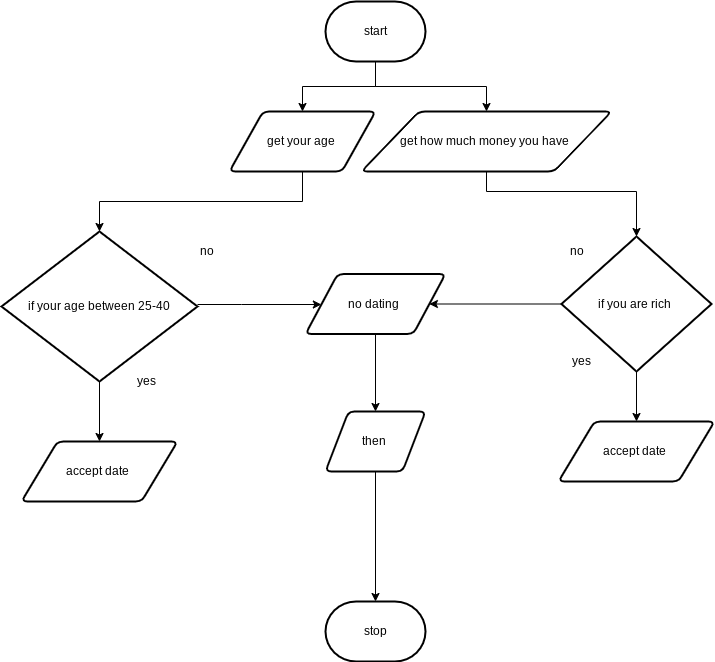 start
get your age
get how much money you have
no
no
if your age between 25-40
no dating
if you are rich
yes
yes
then
accept date
accept date
stop